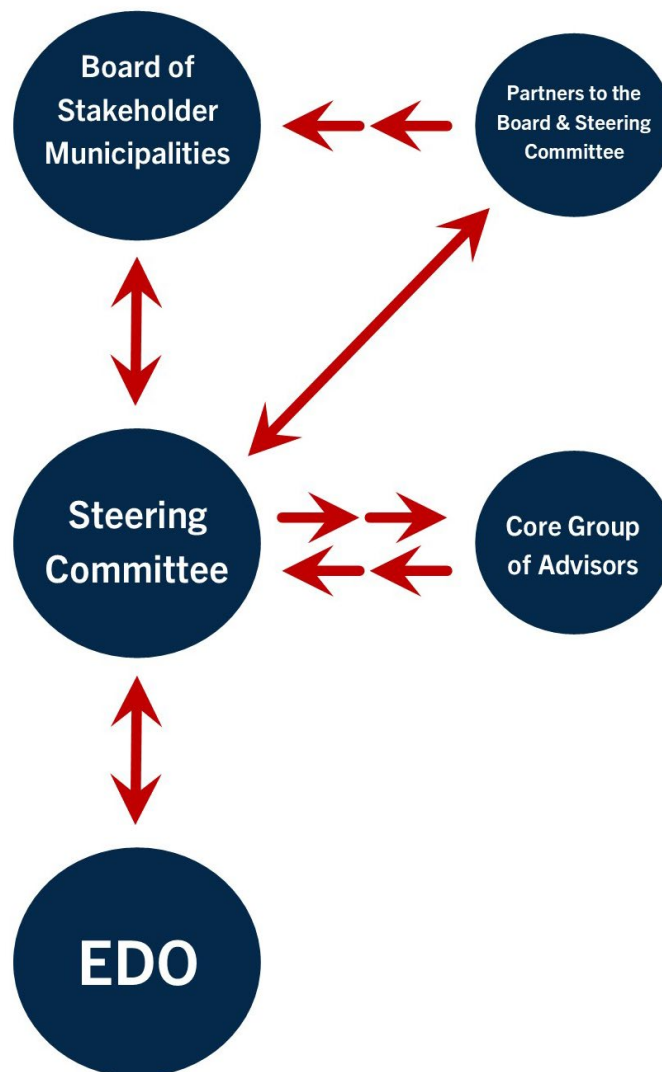 Board of
Stakeholder
Municipalities
Partners to the
Board & Steering
Committee
Steering
Committee
Core Group
of Advisors
EDO